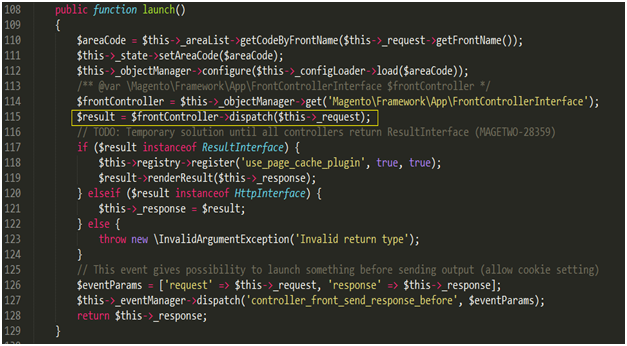 108 public function launch()
109 {
110 $areaCode = $this->_areaList->getCodeByFrontName($this->_request->getFrontName());
111 $this->_state->setAreaCode($areaCode);
112 $this->_objectManager->configure($this->_configLoader->load($areaCode));
113 /** @var \Magento\Framework\App\FrontControllerInterface $frontController */
114 $frontController = $this->_objectManager->get('Magento\Framework\App\FrontControllerInterface');
115 $result = $frontController->dispatch($this->_request);
116 // TODO: Temporary solution until all controllers return ResultInterface (MAGETWO-28359)
117 if ($result instanceof ResultInterface) {
118 $this->registry->register('use_page_cache_plugin', true, true);
119 $result->renderResult($this->_response);
120 } elseif ($result instanceof HttpInterface) {
121 $this->_response = $result;
122 } else {
123 throw new \InvalidArgumentException('Invalid return type');
124 }
125 // This event gives possibility to launch something before sending output (allow cookie setting)
126 $eventParams = ['request' => $this->_request, 'response' => $this->_response];
127 $this->_eventManager->dispatch('controller_front_send_response_before', $eventParams);
128 return $this->_response;
129 }